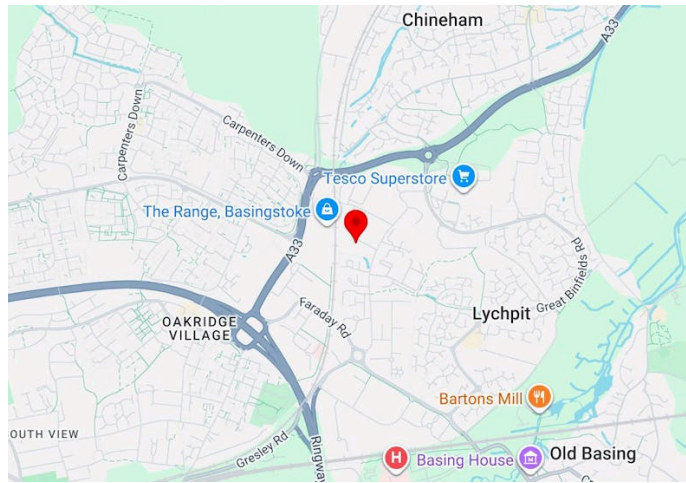 Chineham
A33
Carpenters Down
Carpenters Down
Tesco Superstore
The Range, Basingstoke
A33
Great Binfields Rd
Faraday Rd
OAKRIDGE
VILLAGE
Lychpit
Bartons Mill
OUTH VIEW
Gresley Rd
Ringway
H
Basing House
Old Basing